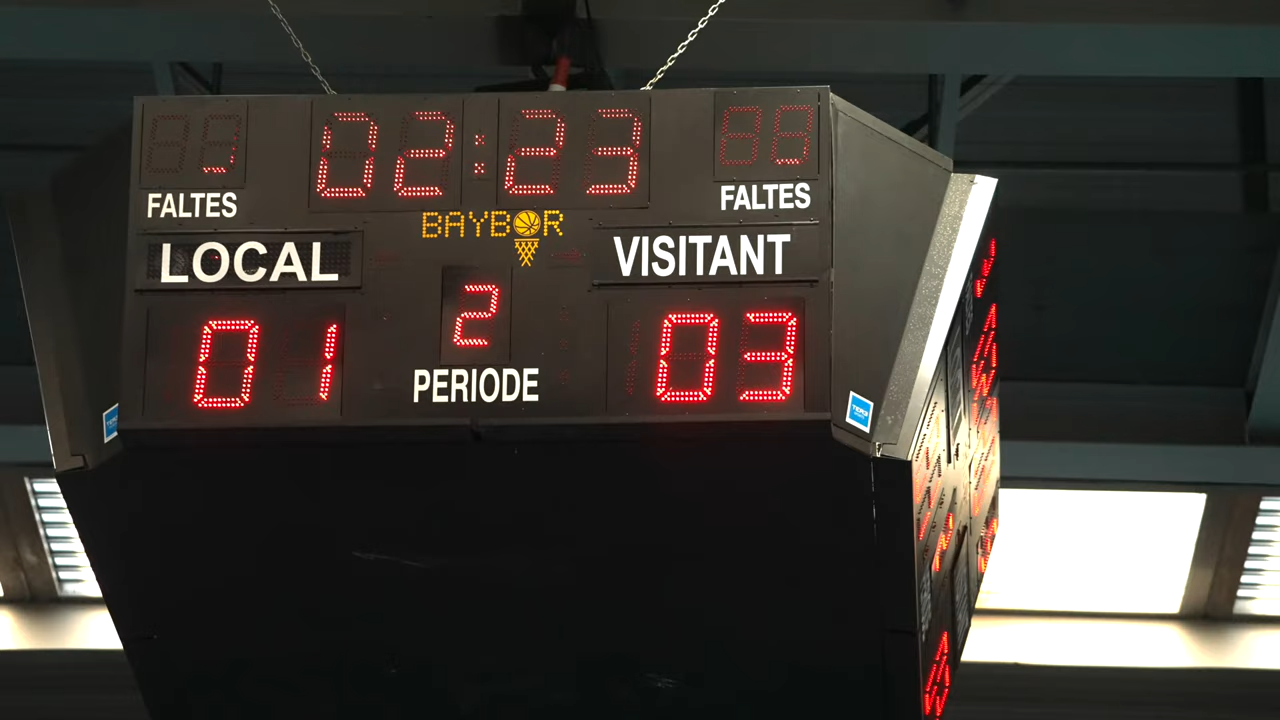 02:23
FALTES
FALTES
BAYBOR
LOCAL
VISITANT
2
01
03
PERIODE